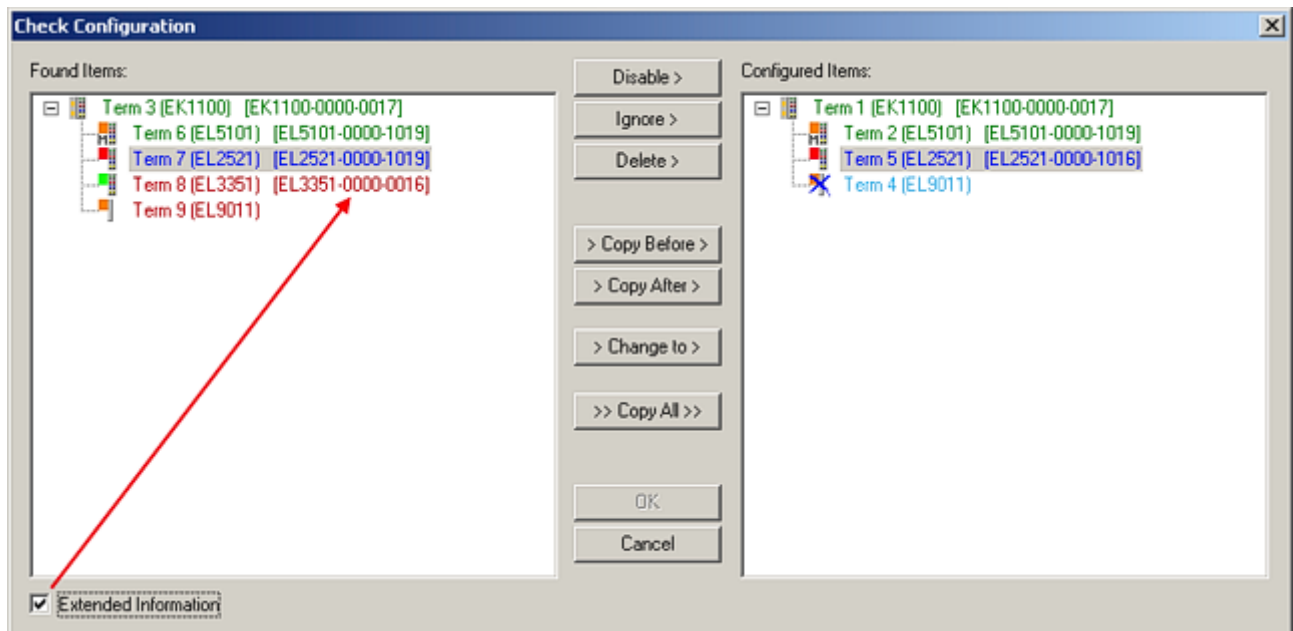 Check Configuration
Found Items:
Term 3 (EK1100) [EK1100-0000-0017]
Term 6 (EL5101) [EL5101-0000-1019]
Term 7 (EL2521) [EL2521-0000-1019]
Term 8 (EL3351) [EL3351-0000-0016]
Term 9 (EL9011)
Disable >
Ignore >
Delete >
> Copy Before >
> Copy After >
> Change to >
>> Copy All >>
OK
Cancel
Configured Items:
Term 1 (EK1100) [EK1100-0000-0017]
Term 2 (EL5101) [EL5101-0000-1019]
Term 5 (EL2521) [EL2521-0000-1016]
Term 4 (EL9011)
Extended Information